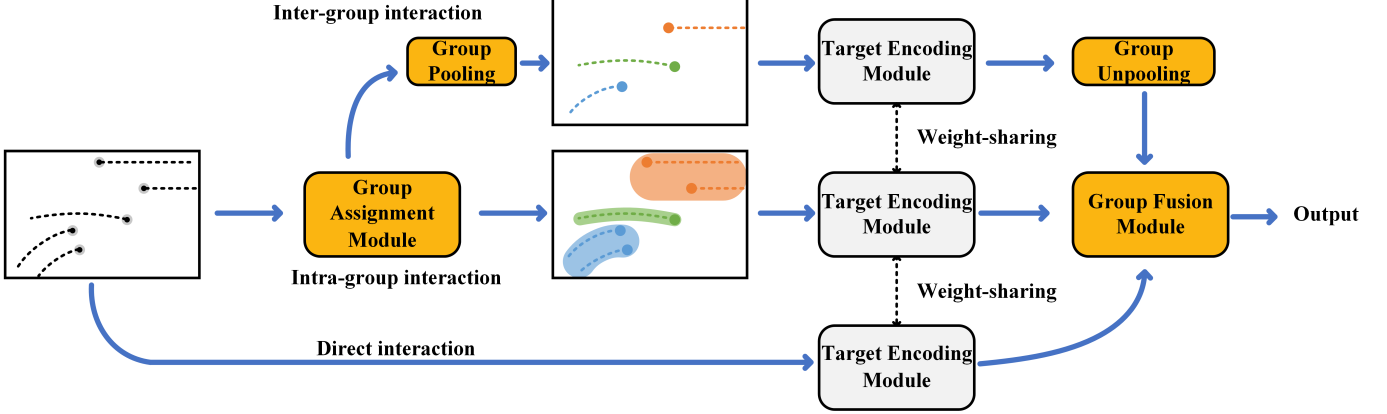 Inter-group interaction
Group
Pooling
Target Encoding
Module
Group
Unpooling
Weight-sharing
Group
Assignment
Module
Target Encoding
Module
Group Fusion
Module
Output
Intra-group interaction
Weight-sharing
Direct interaction
Target Encoding
Module